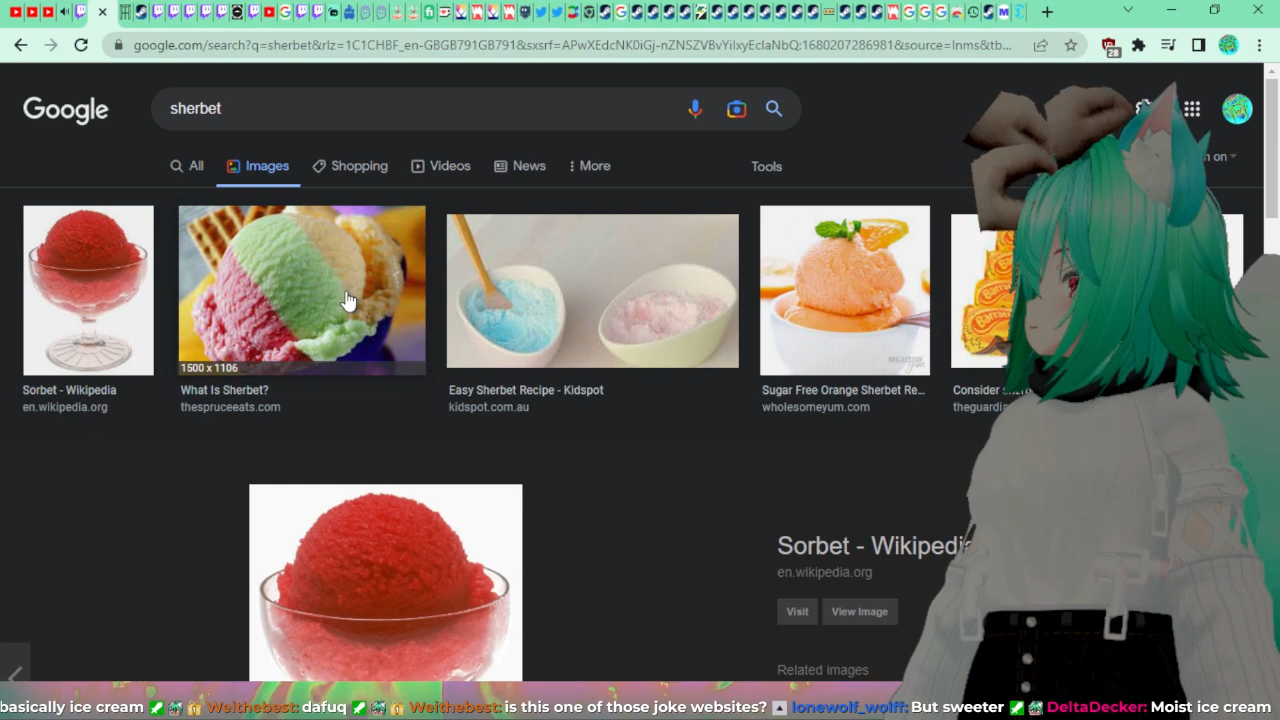 google.com/search?q=sherbet&rlz=1C1CHBF_en-GBGB791GB791&sxsrf=APwXEdcNK0iGj-nZNSZVBvYiIxyEcIaNbQ:1680207286981&source=lnms&tb...
28
Google
sherbet
All
Images
Shopping
Videos
News
More
Tools
n on
1500 x 1106
Sorbet - Wikipedia
en.wikipedia.org
What Is Sherbet?
thespruceeats.com
Easy Sherbet Recipe - Kidspot
kidspot.com.au
Sugar Free Orange Sherbet Re...
wholesomeyum.com
Consider
Sorbet - Wikipedia
en.wikipedia.org
Visit
View Image
Related images
basically ice cream Weithebest: dafuq Weithebest: is this one of those joke websites? lonewolf_wolff: But sweeter DeltaDecker: Moist ice cream